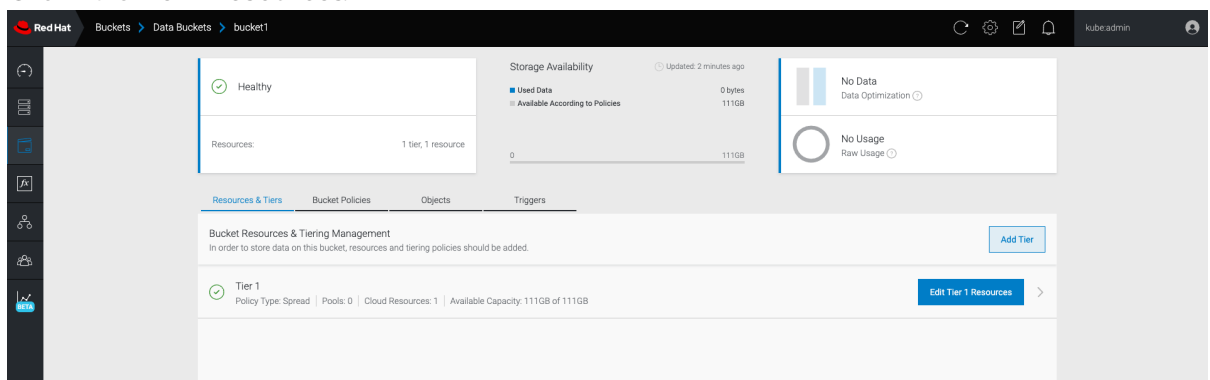 Red Hat Buckets > Data Buckets > bucket1 kube:admin
Healthy
Resources: 1 tier, 1 resource
Storage Availability Updated: 2 minutes ago
Used Data 0 bytes
Available According to Policies 111GB
0 111GB
No Data
Data Optimization ?
No Usage
Raw Usage ?
Resources & Tiers Bucket Policies Objects Triggers
Bucket Resources & Tiering Management
In order to store data on this bucket, resources and tiering policies should be added.
Add Tier
Tier 1
Policy Type: Spread | Pools: 0 | Cloud Resources: 1 | Available Capacity: 111GB of 111GB
Edit Tier 1 Resources
fx
BETA